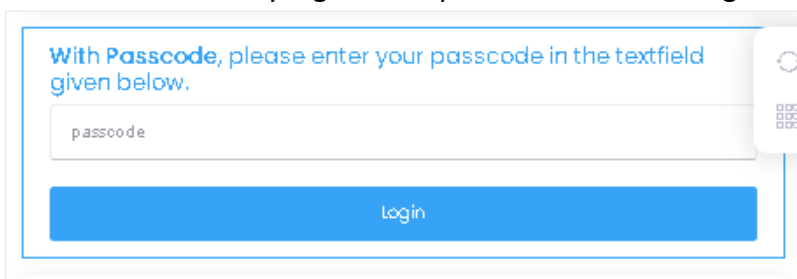 With Passcode, please enter your passcode in the textfield
given below.
passcode
Login